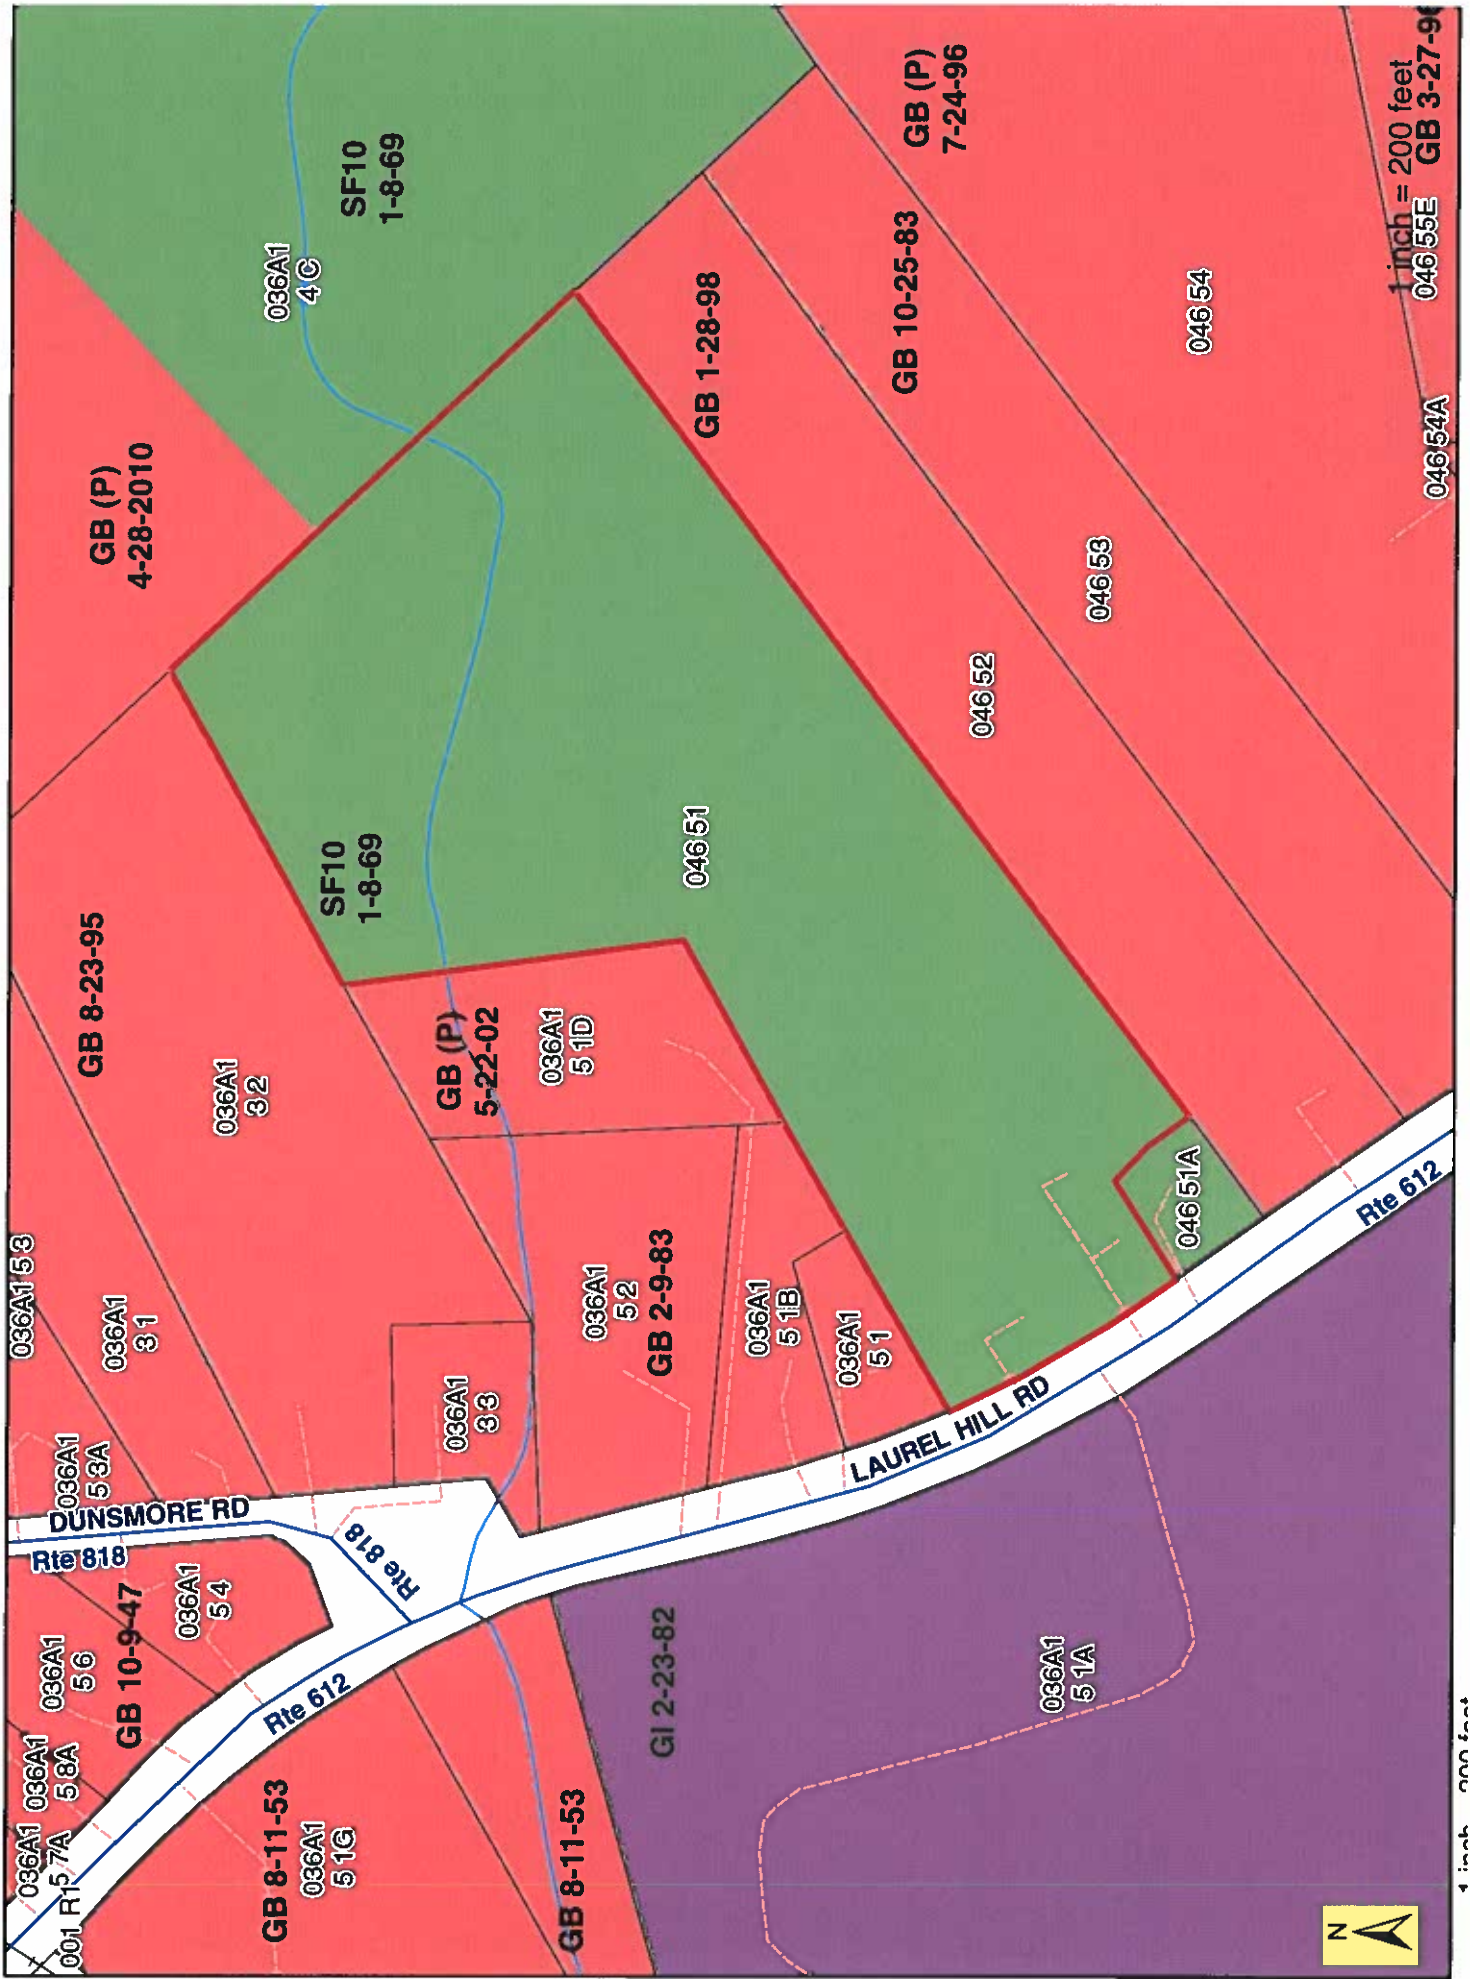 001 R15 7A
036A1
036A1
5 8A
036A1
5 6
GB 10-9-47
036A1
5 4
Rte 818
DUNSMORE RD
036A1
5 3A
036A1 5 3
036A1
3 1
036A1
3 2
GB 8-23-95
GB (P)
4-28-2010
036A1
4 C
SF10
1-8-69
Rte 612
Rte 818
GB 8-11-53
036A1
5 1G
036A1
3 3
GB (P)
5-22-02
036A1
5 1D
SF10
1-8-69
GB 8-11-53
GI 2-23-82
036A1
5 2
GB 2-9-83
036A1
5 1B
036A1
5 1
046 51
GB 1-28-98
GB 10-25-83
GB (P)
7-24-96
LAUREL HILL RD
036A1
5 1A
046 51A
046 52
046 53
046 54
Rte 612
046 54A
046 55E
1 inch = 200 feet
GB 3-27-9
N
1 inch 200 feet